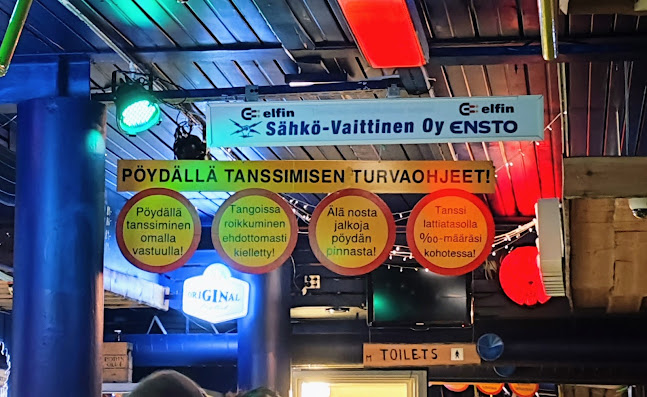 elfin elfin
Sähkö-Vaittinen Oy ENSTO
PÖYDÄLLÄ TANSSIMISEN TURVAOHJEET!
Pöydällä
tanssiminen
omalla
vastuulla!
Tangoissa
roikkuminen
ehdottomasti
kielletty!
Älä nosta
jalkoja
pöydän
pinnasta!
Tanssi
lattiatasolla
‰-määräsi
kohotessa!
ORIGINAL
TOILETS